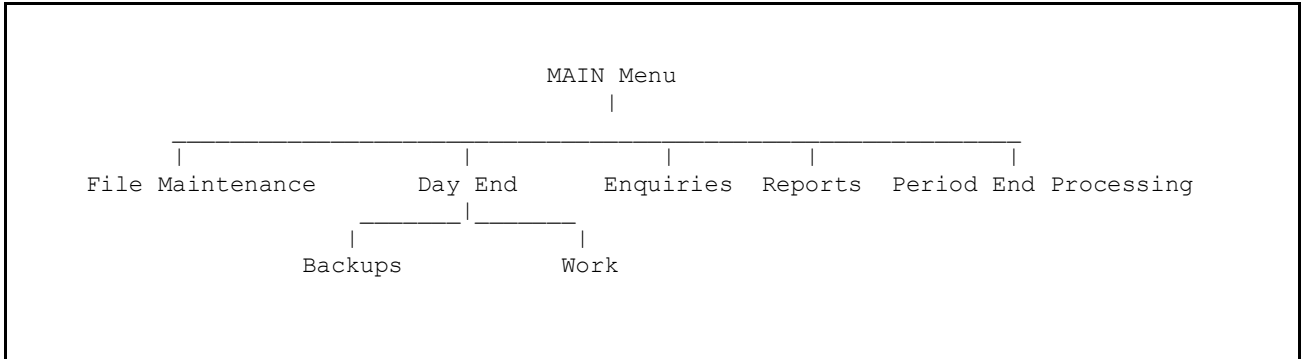 MAIN Menu
File Maintenance Day End Enquiries Reports Period End Processing
Backups Work